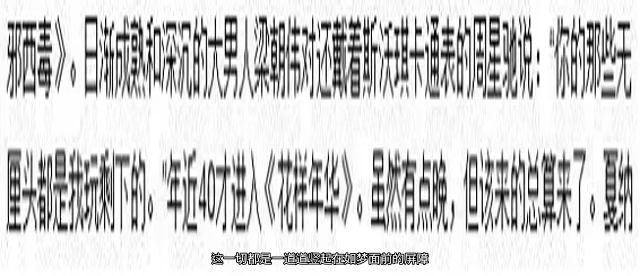 邪西毒》。日渐成熟和深沉的大男人梁朝伟对还戴着斯沃琪卡通表的周星驰说：“你的那些无
厘头都是我玩剩下的。”年近40才进入《花样年华》。虽然有点晚，但该来的总算来了。戛纳
这一切都是一道道竖起在如梦面前的屏障